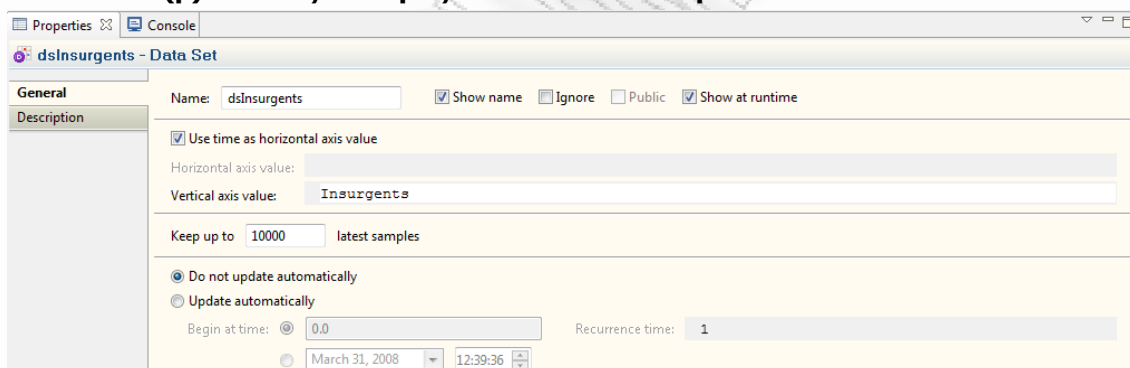 Properties Console
dsInsurgents - Data Set
General
Description
Name: dsInsurgents Show name Ignore Public Show at runtime
Use time as horizontal axis value
Horizontal axis value:
Vertical axis value: Insurgents
Keep up to 10000 latest samples
Do not update automatically
Update automatically
Begin at time: 0.0 Recurrence time: 1
March 31, 2008 12:39:36